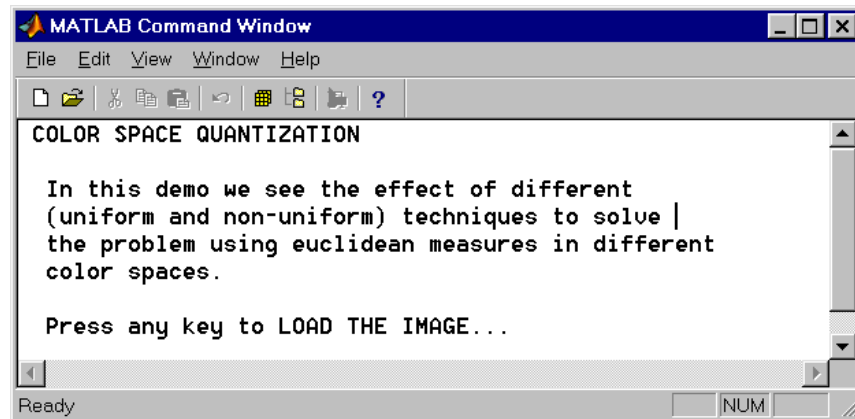 MATLAB Command Window
File Edit View Window Help
?
COLOR SPACE QUANTIZATION
In this demo we see the effect of different
(uniform and non-uniform) techniques to solve
the problem using euclidean measures in different
color spaces.
Press any key to LOAD THE IMAGE...
Ready NUM